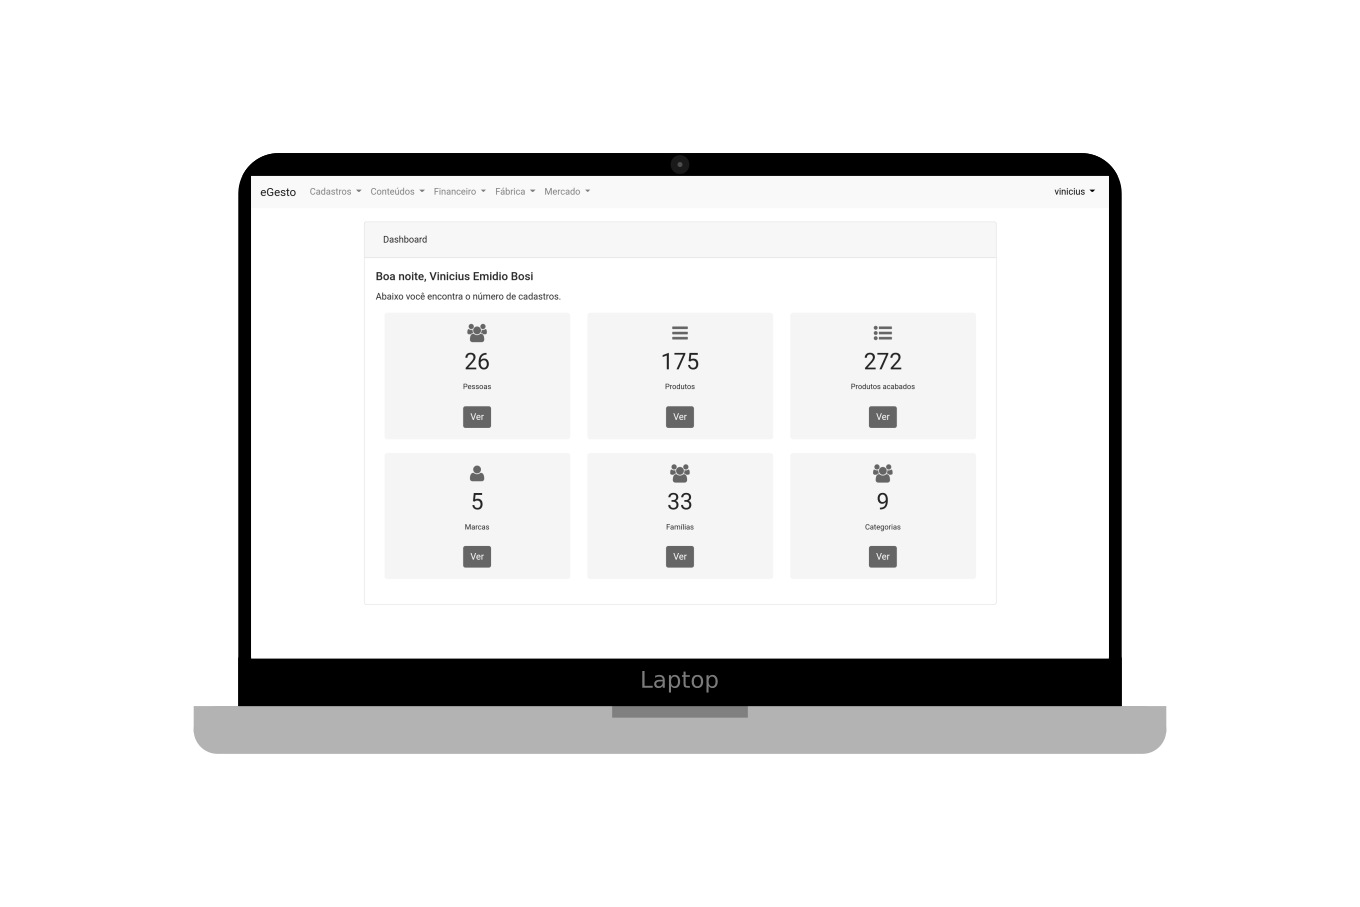 eGesto Cadastros Conteúdos Financeiro Fábrica Mercado vinicius
Dashboard
Boa noite, Vinicius Emidio Bosi
Abaixo você encontra o número de cadastros.
26 175 272
Pessoas Produtos Produtos acabados
Ver Ver Ver
5 33 9
Marcas Famílias Categorias
Ver Ver Ver
Laptop